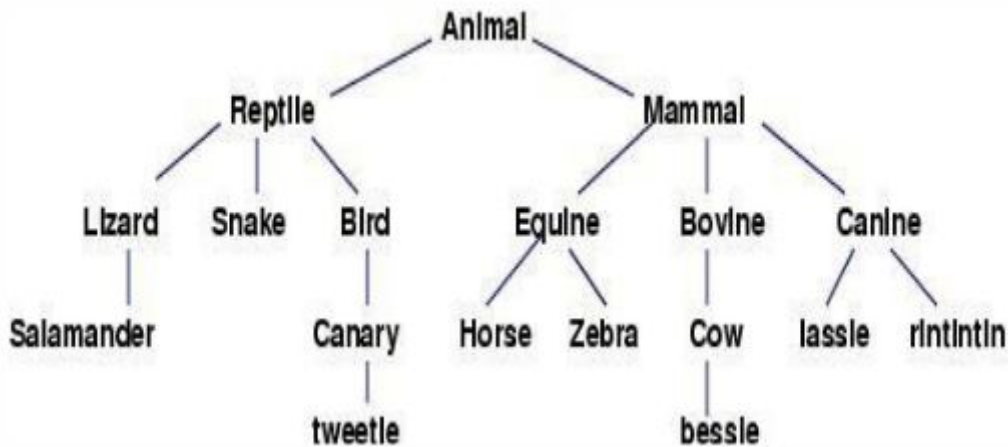 Animal
Reptile Mammal
Lizard Snake Bird Equine Bovine Canine
Salamander Canary Horse Zebra Cow lassie rintintin
tweetie bessie